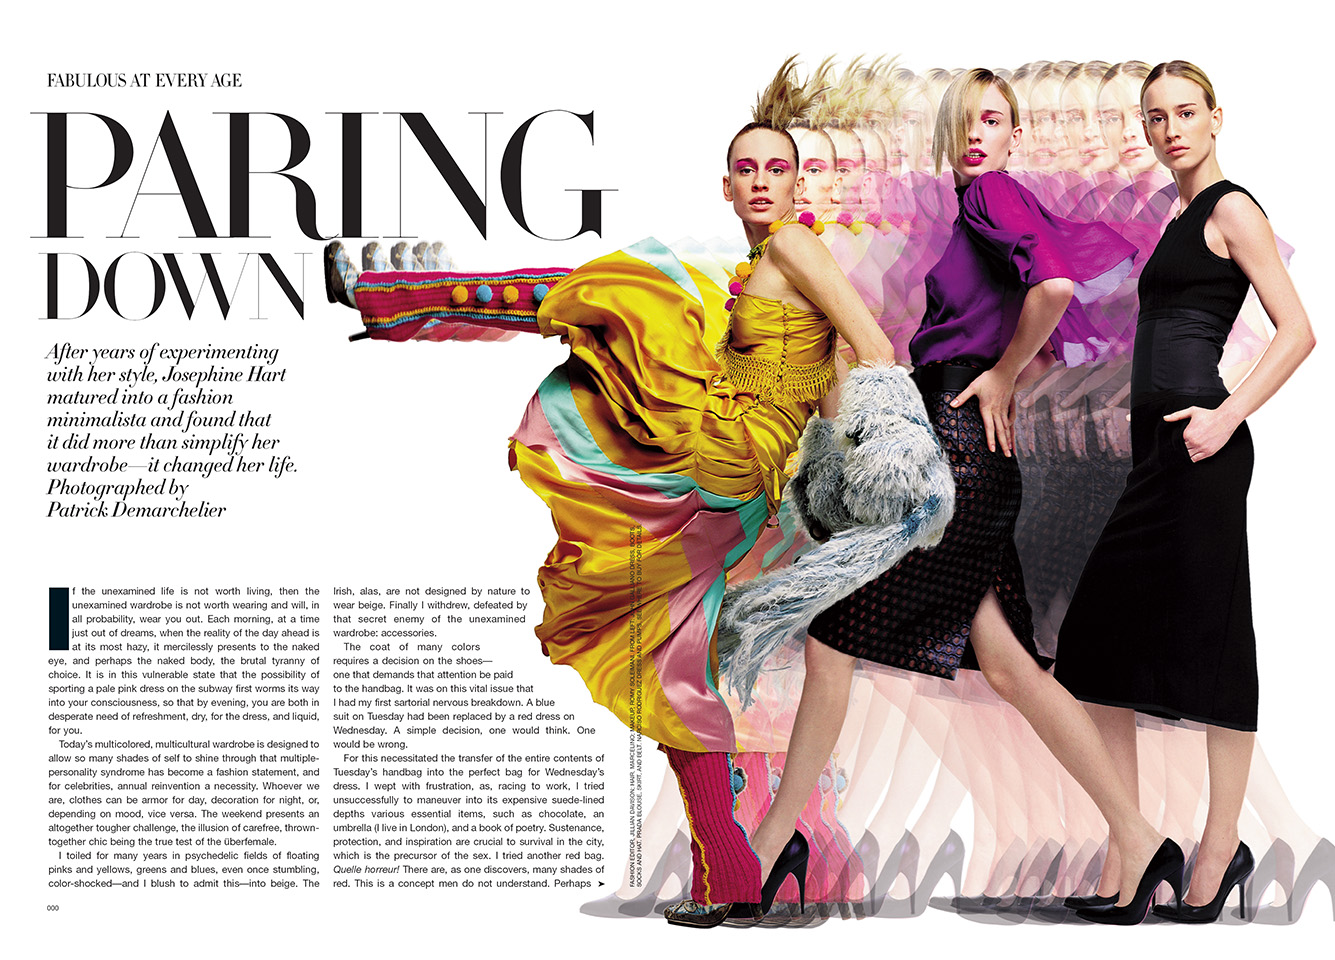 FABULOUS AT EVERY AGE
PARING
DOWN
After years of experimenting
with her style, Josephine Hart
matured into a fashion
minimalista and found that
it did more than simplify her
wardrobe—it changed her life.
Photographed by
Patrick Demarchelier
If the unexamined life is not worth living, then the
unexamined wardrobe is not worth wearing and will, in
all probability, wear you out. Each morning, at a time
just out of dreams, when the reality of the day ahead is
at its most hazy, it mercilessly presents to the naked
eye, and perhaps the naked body, the brutal tyranny of
choice. It is in this vulnerable state that the possibility of
sporting a pale pink dress on the subway first worms its way
into your consciousness, so that by evening, you are both in
desperate need of refreshment, dry, for the dress, and liquid,
for you.
Today's multicolored, multicultural wardrobe is designed to
allow so many shades of self to shine through that multiple-
personality syndrome has become a fashion statement, and
for celebrities, annual reinvention a necessity. Whoever we
are, clothes can be armor for day, decoration for night, or,
depending on mood, vice versa. The weekend presents an
altogether tougher challenge, the illusion of carefree, thrown-
together chic being the true test of the überfemale.
I toiled for many years in psychedelic fields of floating
pinks and yellows, greens and blues, even once stumbling,
color-shocked—and I blush to admit this—into beige. The
Irish, alas, are not designed by nature to
wear beige. Finally I withdrew, defeated by
that secret enemy of the unexamined
wardrobe: accessories.
The coat of many colors
requires a decision on the shoes—
one that demands that attention be paid
to the handbag. It was on this vital issue that
I had my first sartorial nervous breakdown. A blue
suit on Tuesday had been replaced by a red dress on
Wednesday. A simple decision, one would think. One
would be wrong.
For this necessitated the transfer of the entire contents of
Tuesday's handbag into the perfect bag for Wednesday's
dress. I wept with frustration, as, racing to work, I tried
unsuccessfully to maneuver into its expensive suede-lined
depths various essential items, such as chocolate, an
umbrella (I live in London), and a book of poetry. Sustenance,
protection, and inspiration are crucial to survival in the city,
which is the precursor of the sex. I tried another red bag.
Quelle horreur! There are, as one discovers, many shades of
red. This is a concept men do not understand. Perhaps ➤
000
FASHION EDITOR, JILLIAN DAVISON; HAIR, MARCELINO; MAKEUP, ROMY SOLEIMANI. FROM LEFT: DRESS, BOOTS,
SOCKS AND HAT; PRADA BLOUSE, SKIRT, AND BELT. NARCISO RODRIGUEZ DRESS AND PUMPS. SEE WHERE TO BUY FOR DETAILS.